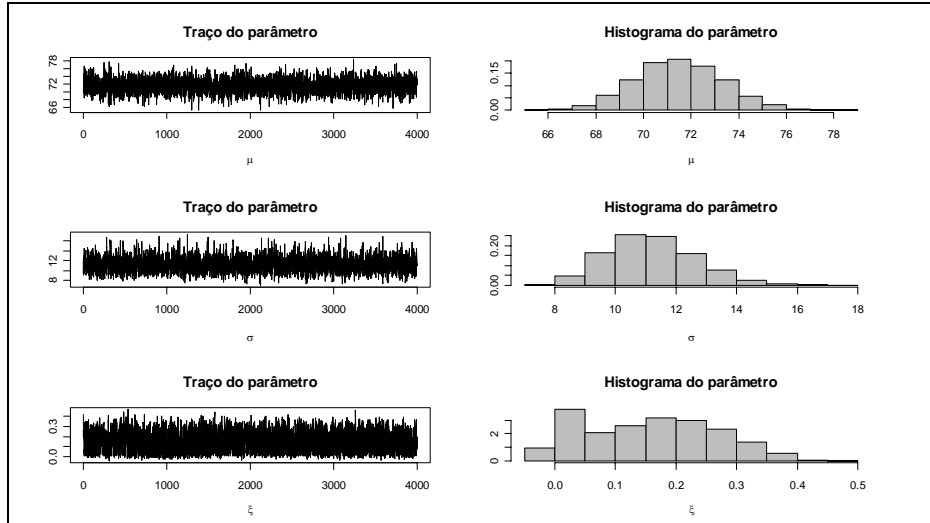 Traço do parâmetro
Histograma do parâmetro
66 72 78
0.00 0.15
0 1000 2000 3000 4000
66 68 70 72 74 76 78
μ
μ
Traço do parâmetro
Histograma do parâmetro
8 12
0.00 0.20
0 1000 2000 3000 4000
8 10 12 14 16 18
σ
σ
Traço do parâmetro
Histograma do parâmetro
0.0 0.3
0 2
0 1000 2000 3000 4000
0.0 0.1 0.2 0.3 0.4 0.5
ξ
ξ